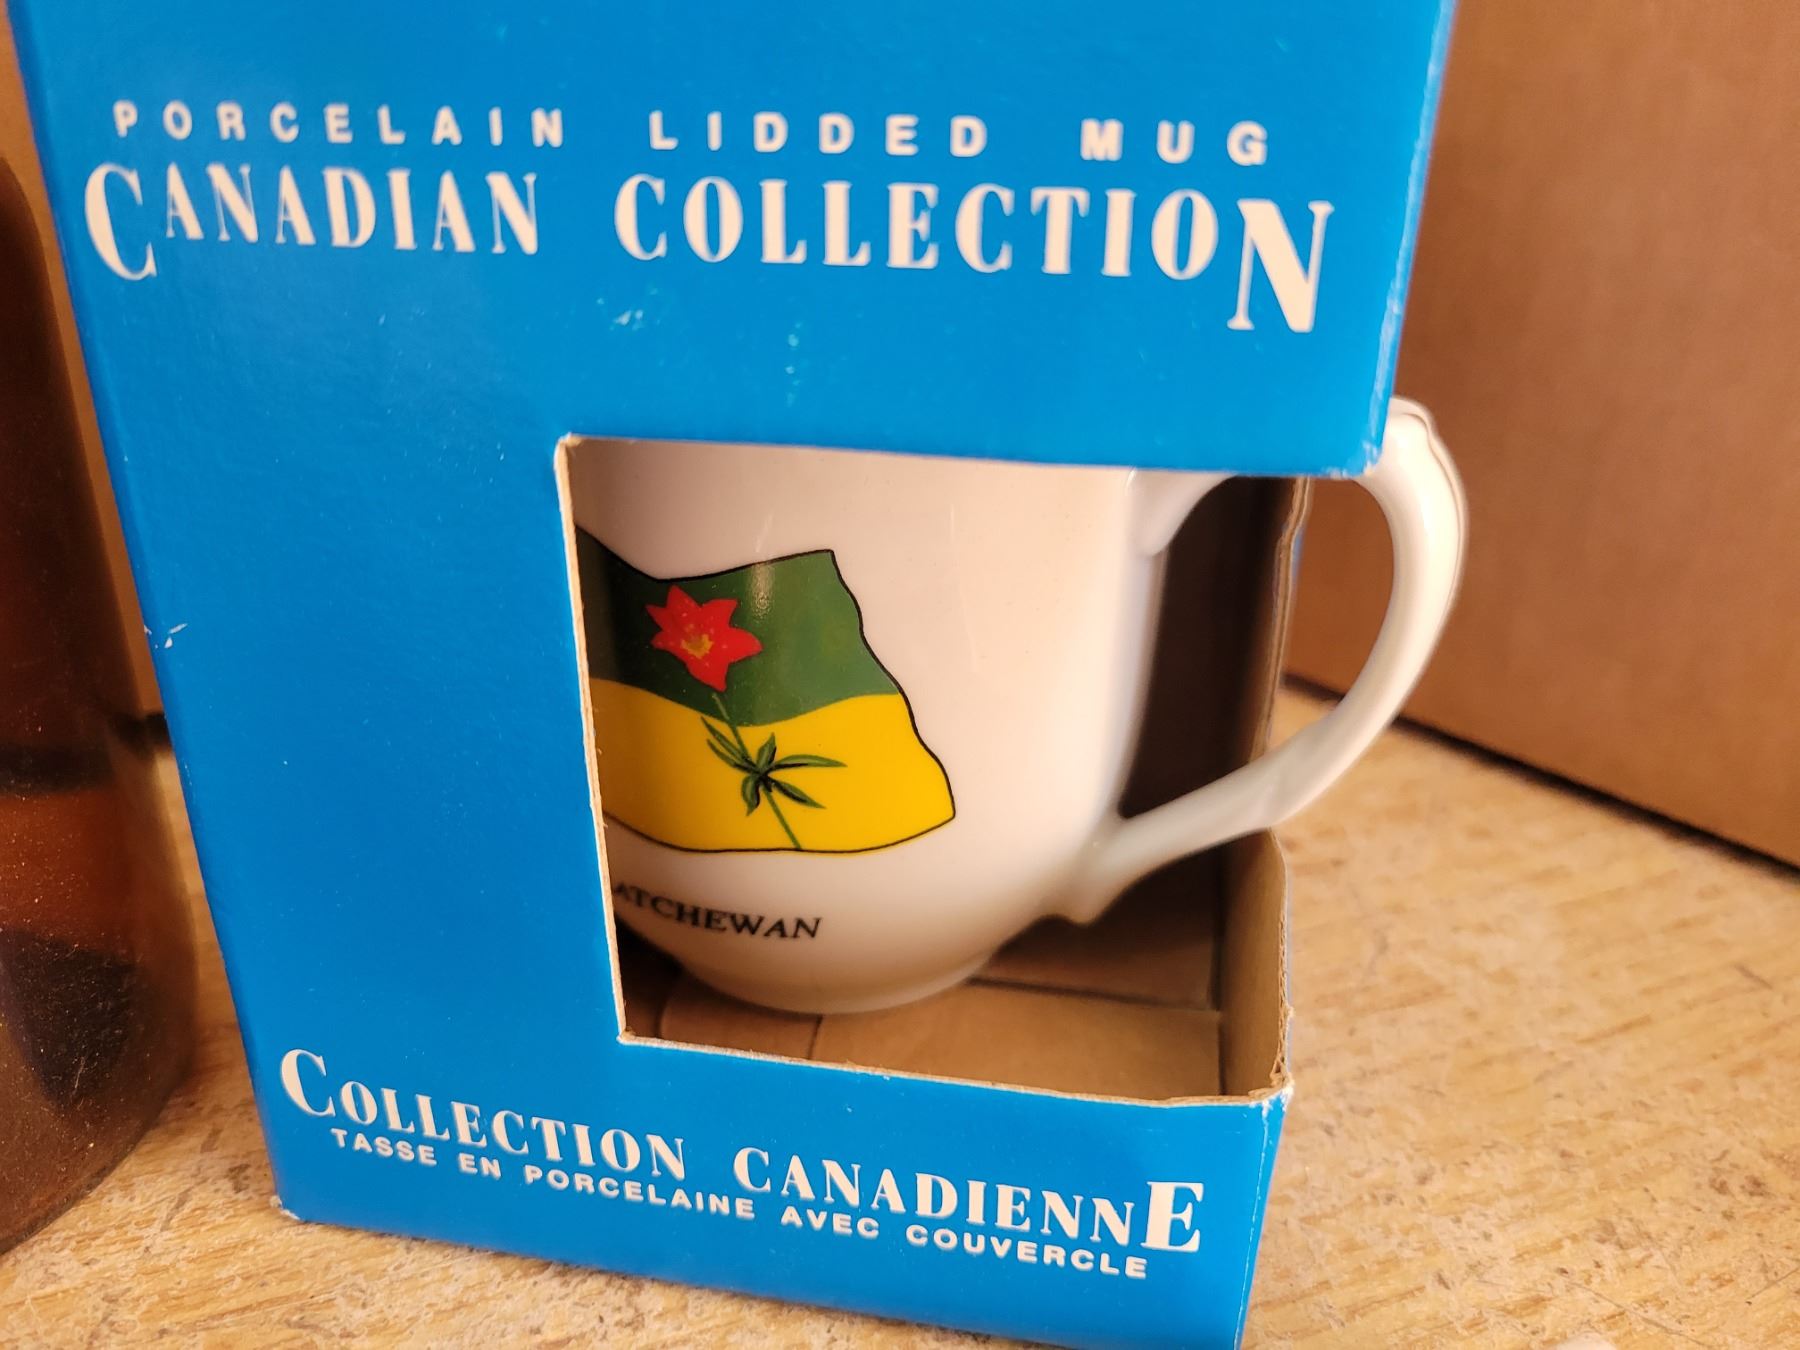 PORCELAIN LIDDED MUG
CANADIAN COLLECTION
ATCHEWAN
COLLECTION CANADIENNE
TASSE EN PORCELAINE AVEC COUVERCLE